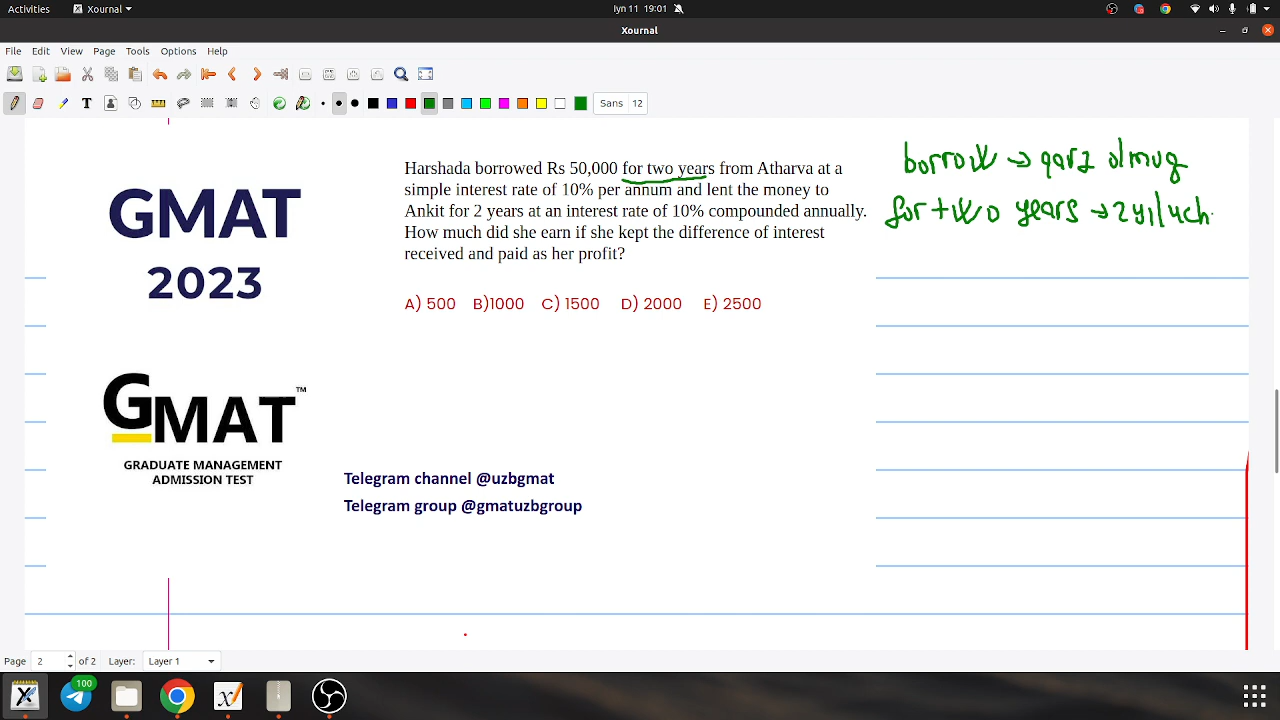 Activities Xournal Iyn 11 19:01
Xournal
File Edit View Page Tools Options Help
Sans 12
Harshada borrowed Rs 50,000 for two years from Atharva at a
simple interest rate of 10% per annum and lent the money to
Ankit for 2 years at an interest rate of 10% compounded annually.
How much did she earn if she kept the difference of interest
received and paid as her profit?
A) 500 B)1000 C) 1500 D) 2000 E) 2500
borrow → qarz olmoq
for two years → 2 yil uch
GMAT
2023
GMAT™
GRADUATE MANAGEMENT
ADMISSION TEST
Telegram channel @uzbgmat
Telegram group @gmatuzbgroup
Page 2 of 2 Layer: Layer 1
100